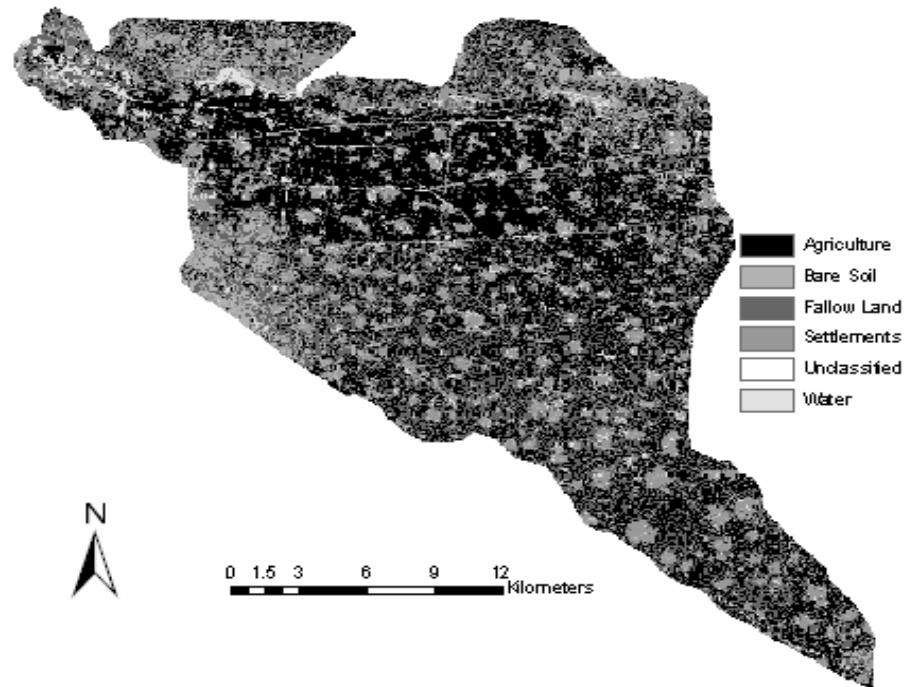 Agriculture
Bare Soil
Fallow Land
Settlements
Unclassified
Water
N
0 1.5 3 6 9 12
Kilometers